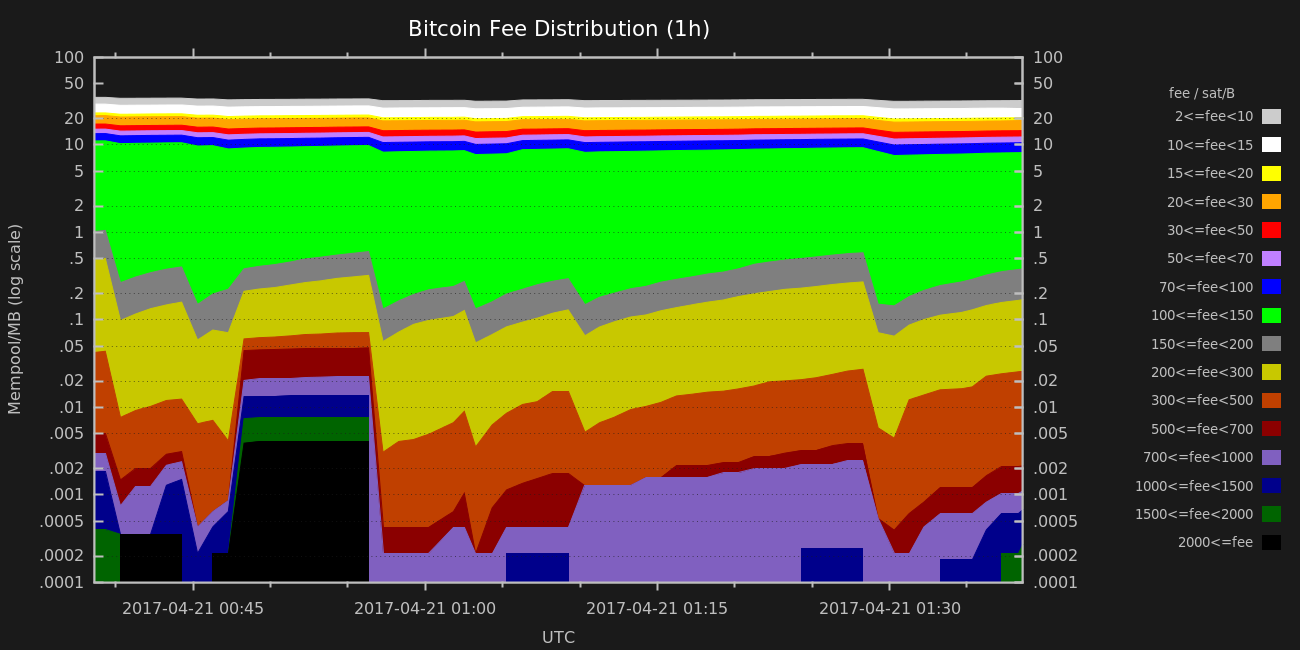 Bitcoin Fee Distribution (1h)
Mempool/MB (log scale)
100
50
20
10
5
2
1
.5
.2
.1
.05
.02
.01
.005
.002
.001
.0005
.0002
.0001
100
50
20
10
5
2
1
.5
.2
.1
.05
.02
.01
.005
.002
.001
.0005
.0002
.0001
2017-04-21 00:45
2017-04-21 01:00
2017-04-21 01:15
2017-04-21 01:30
UTC
fee / sat/B
2<=fee<10
10<=fee<15
15<=fee<20
20<=fee<30
30<=fee<50
50<=fee<70
70<=fee<100
100<=fee<150
150<=fee<200
200<=fee<300
300<=fee<500
500<=fee<700
700<=fee<1000
1000<=fee<1500
1500<=fee<2000
2000<=fee